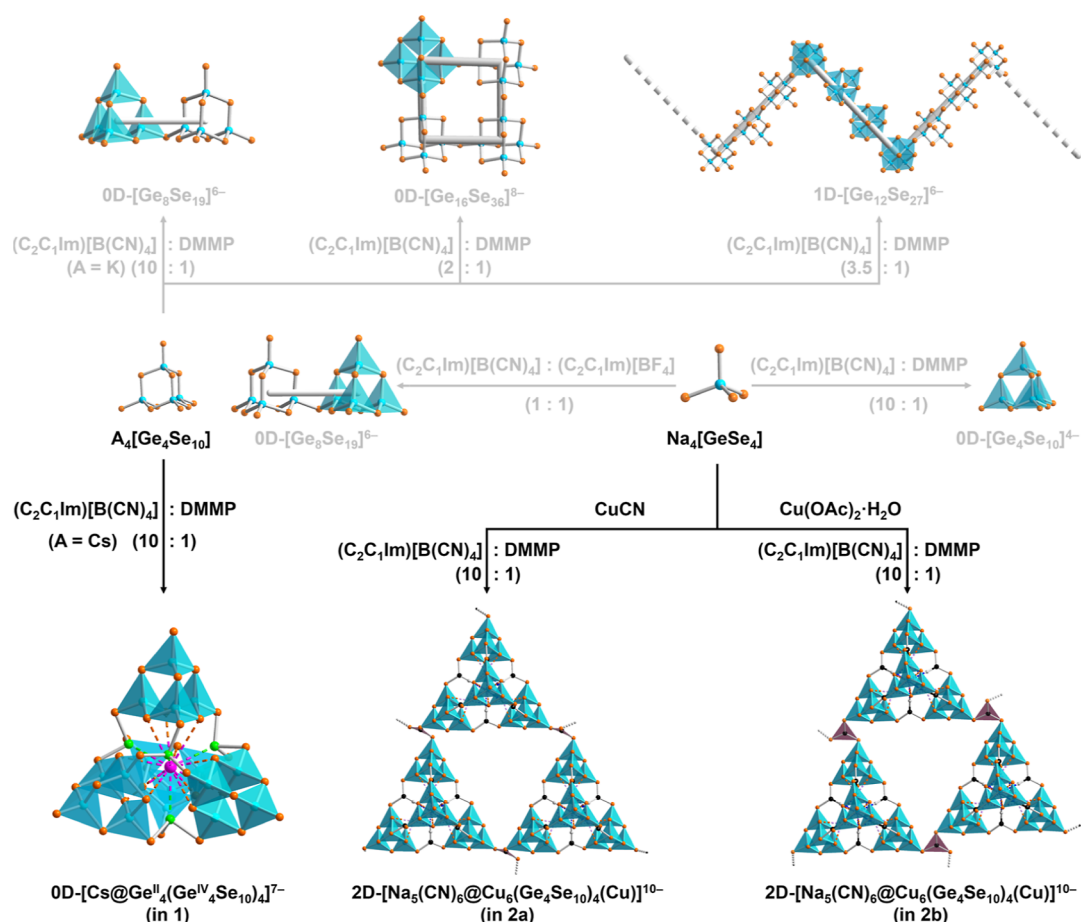 0D-[Ge₈Se₁₉]⁶⁻
0D-[Ge₁₆Se₃₆]⁸⁻
1D-[Ge₁₂Se₂₇]⁶⁻
(C₂C₁Im)[B(CN)₄] : DMMP
(A = K) (10 : 1)
(C₂C₁Im)[B(CN)₄] : DMMP
(2 : 1)
(C₂C₁Im)[B(CN)₄] : DMMP
(3.5 : 1)
A₄[Ge₄Se₁₀]
0D-[Ge₈Se₁₉]⁶⁻
(C₂C₁Im)[B(CN)₄] : (C₂C₁Im)[BF₄]
(1 : 1)
Na₄[GeSe₄]
(C₂C₁Im)[B(CN)₄] : DMMP
(10 : 1)
0D-[Ge₄Se₁₀]⁴⁻
(C₂C₁Im)[B(CN)₄] : DMMP
(A = Cs) (10 : 1)
CuCN
(C₂C₁Im)[B(CN)₄] : DMMP
(10 : 1)
Cu(OAc)₂·H₂O
(C₂C₁Im)[B(CN)₄] : DMMP
(10 : 1)
0D-[Cs@Geᴵᴵ₄(Geᴵⱽ₄Se₁₀)₄]⁷⁻
(in 1)
2D-[Na₅(CN)₆@Cu₆(Ge₄Se₁₀)₄(Cu)]¹⁰⁻
(in 2a)
2D-[Na₅(CN)₆@Cu₆(Ge₄Se₁₀)₄(Cu)]¹⁰⁻
(in 2b)